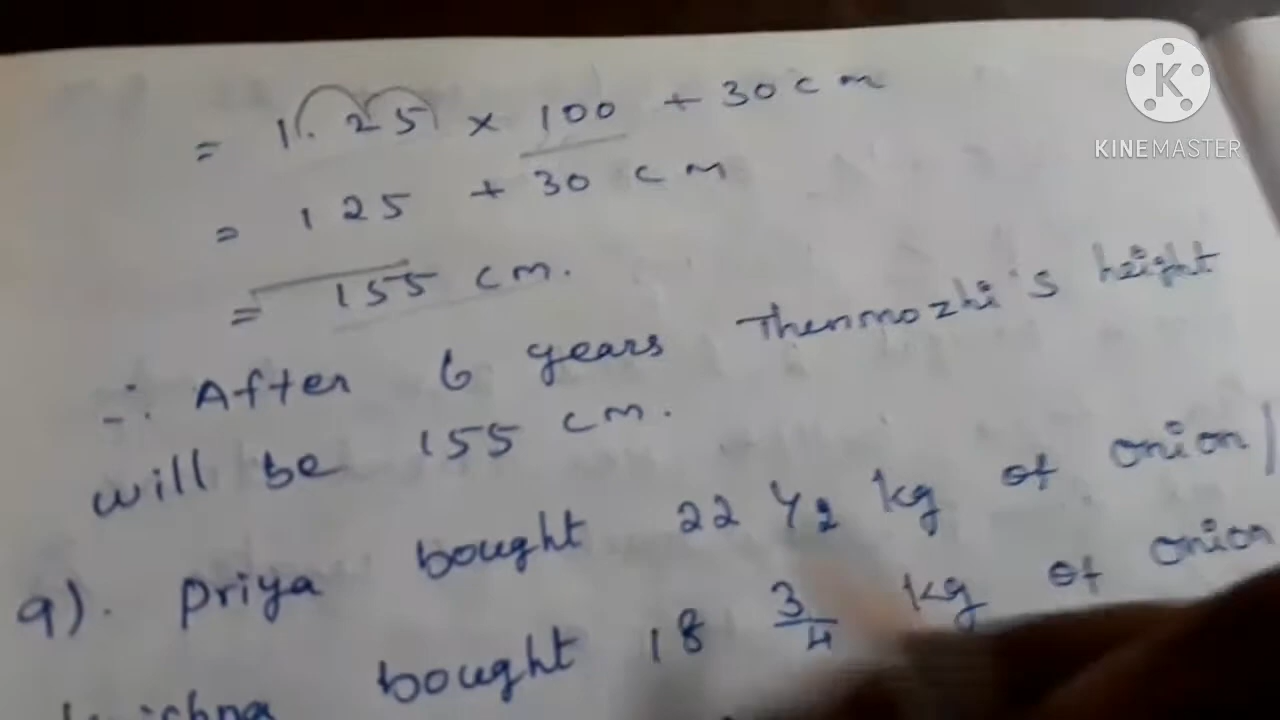 = 1.25 × 100 + 30 cm
= 125 + 30 cm
= 155 cm.
∴ After 6 years Thenmozhi's height
will be 155 cm.
9). Priya bought 22 1/2 kg of onion
bought 18 3/4 kg of onion
KINEMASTER